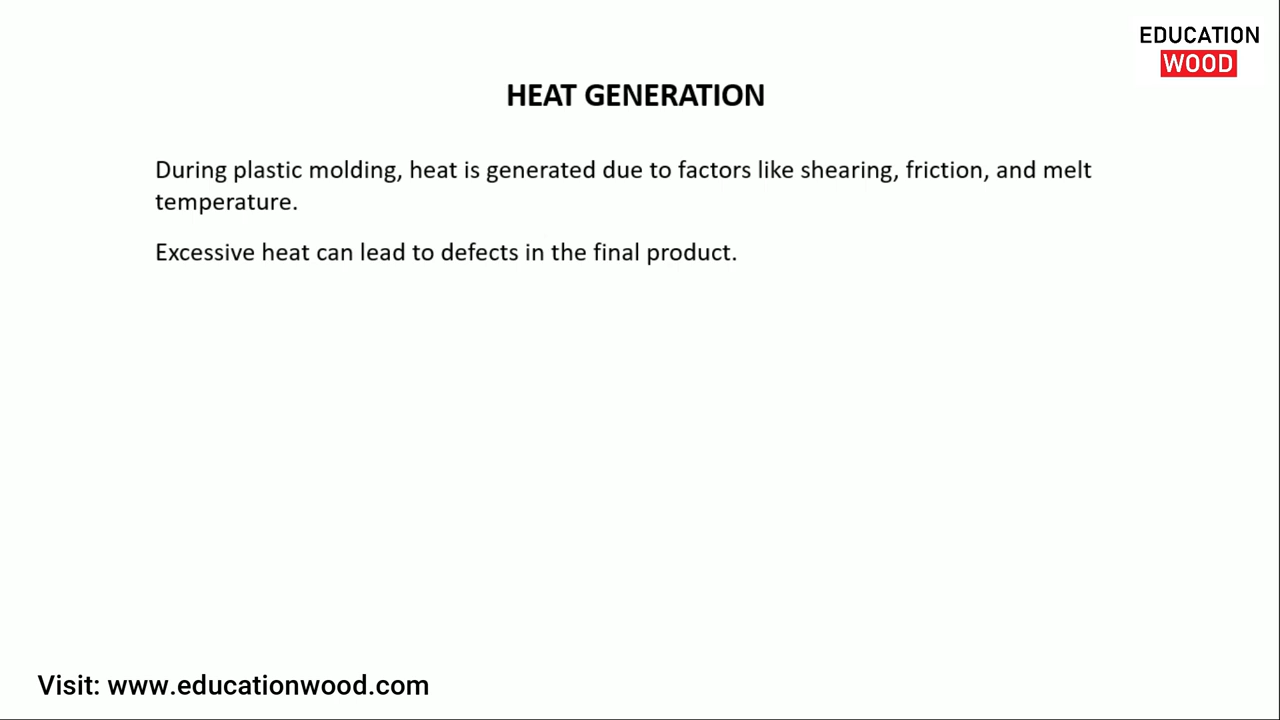 EDUCATION
WOOD
HEAT GENERATION
During plastic molding, heat is generated due to factors like shearing, friction, and melt
temperature.
Excessive heat can lead to defects in the final product.
Visit: www.educationwood.com